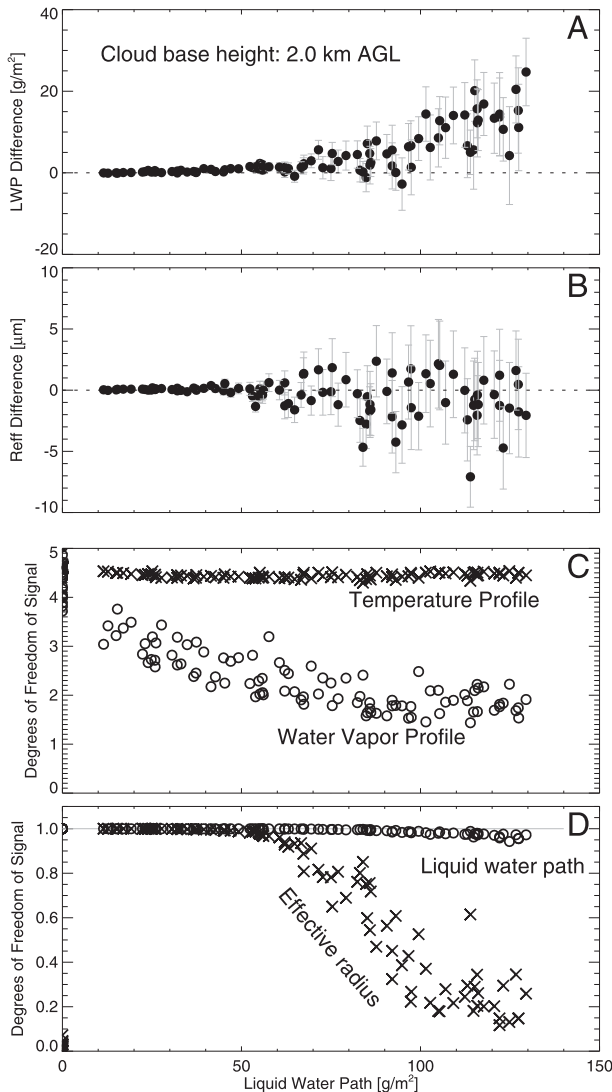 40
A
Cloud base height: 2.0 km AGL
20
LWP Difference [g/m²]
0
-20
10
B
5
Reff Difference [µm]
0
-5
-10
5
C
4
Temperature Profile
3
Degrees of Freedom of Signal
2
Water Vapor Profile
1
0
D
1.0
Liquid water path
0.8
Effective radius
0.6
Degrees of Freedom of Signal
0.4
0.2
0.0
0 50 100 150
Liquid Water Path [g/m²]